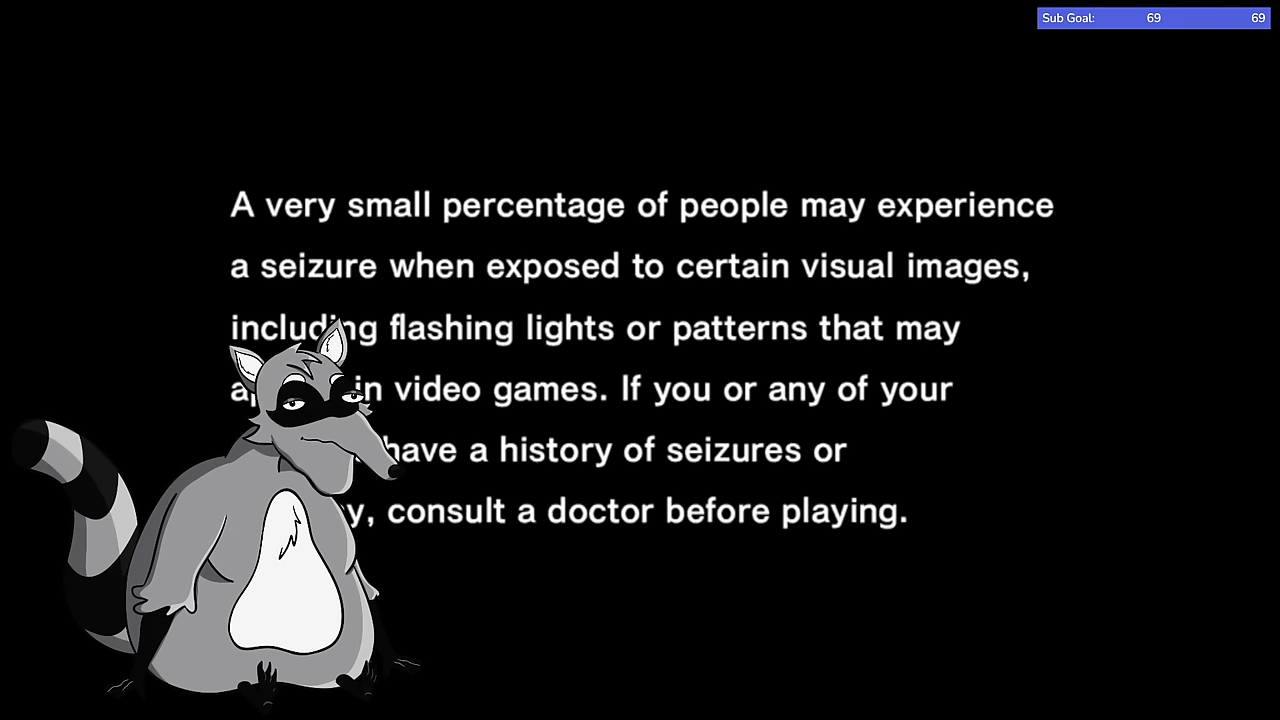 Sub Goal: 69 69
A very small percentage of people may experience
a seizure when exposed to certain visual images,
including flashing lights or patterns that may
in video games. If you or any of your
have a history of seizures or
consult a doctor before playing.